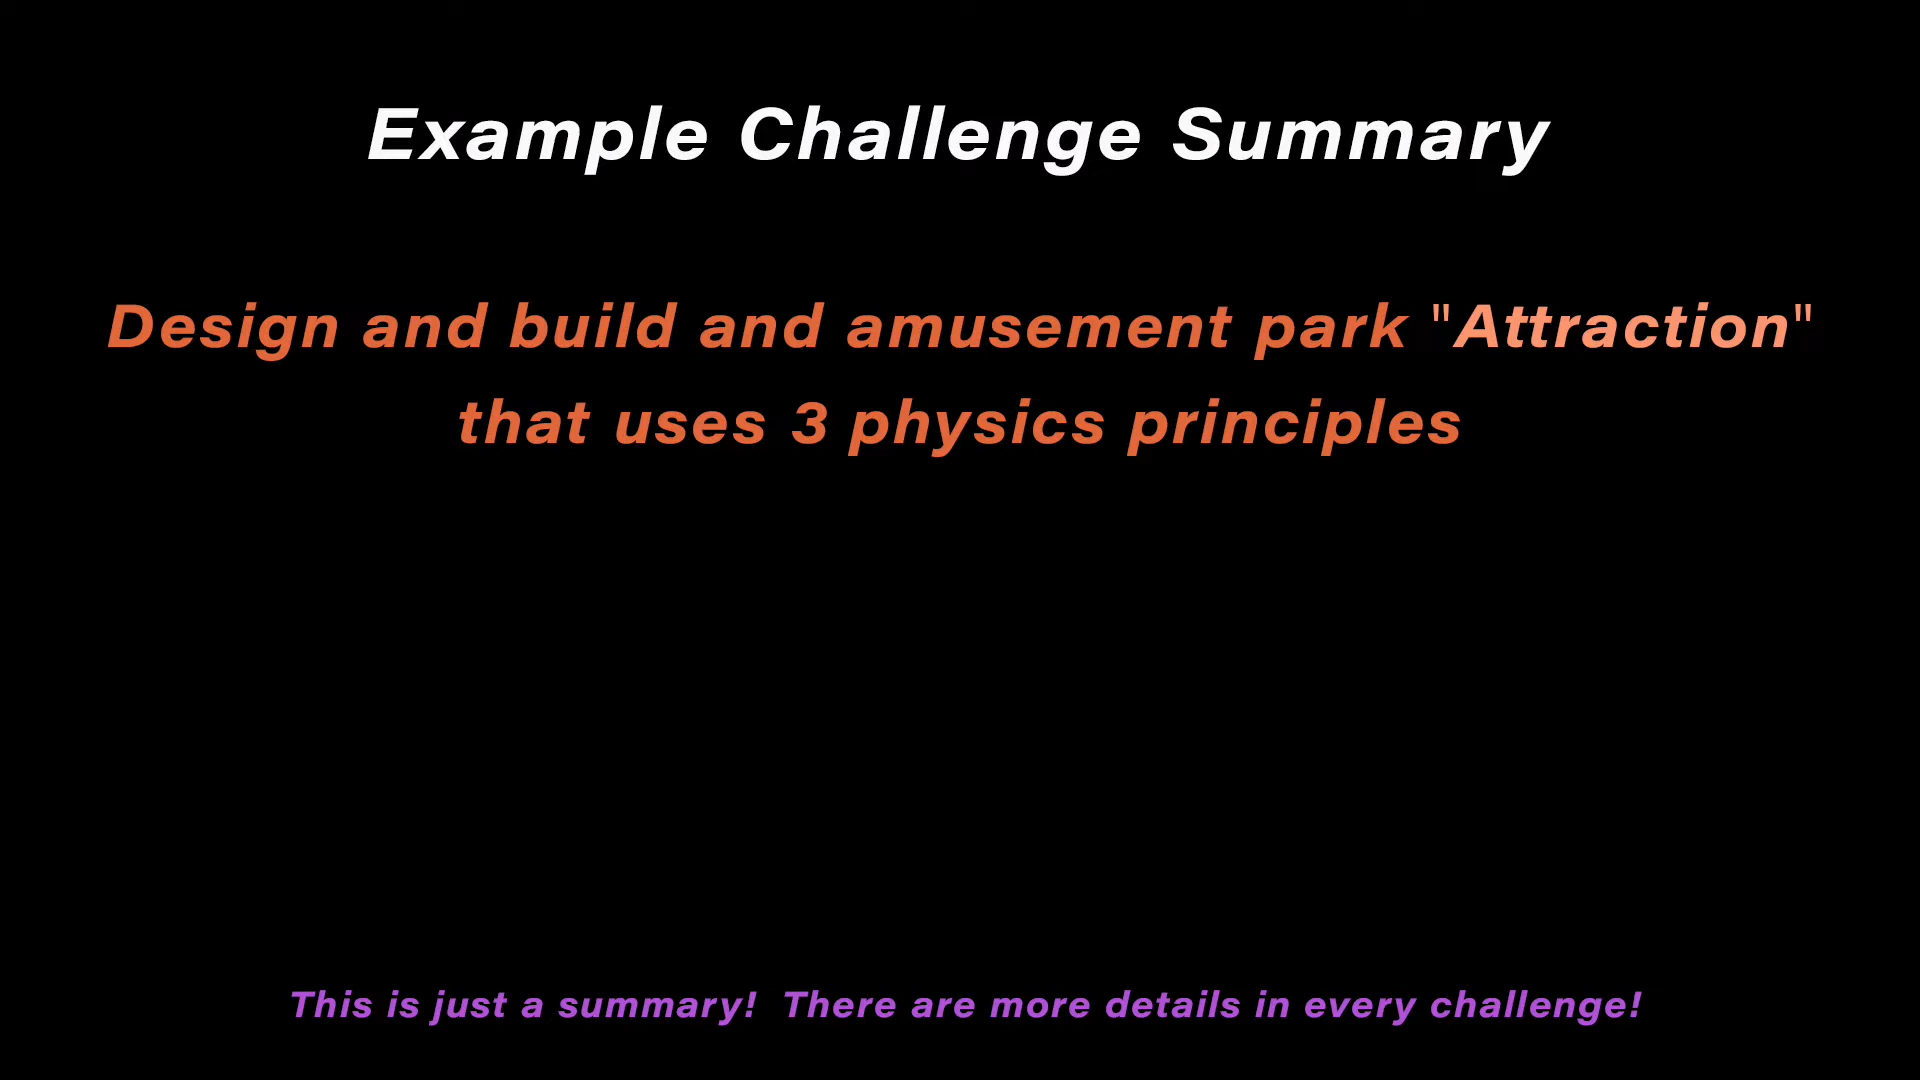 Example Challenge Summary
Design and build and amusement park "Attraction"
that uses 3 physics principles
This is just a summary!  There are more details in every challenge!